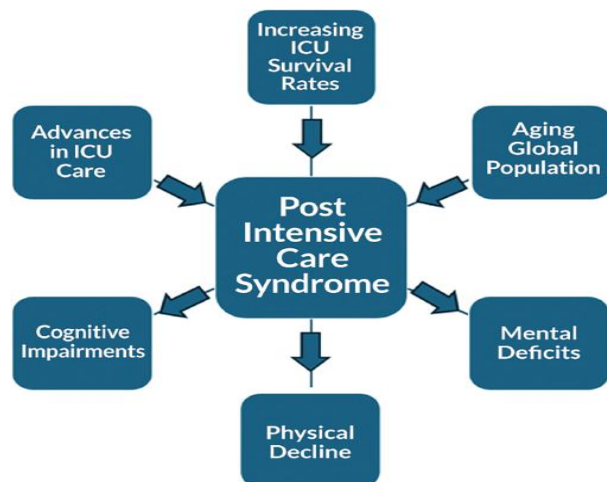 Increasing
ICU
Survival
Rates
Advances
in ICU
Care
Aging
Global
Population
Post
Intensive
Care
Syndrome
Cognitive
Impairments
Mental
Deficits
Physical
Decline